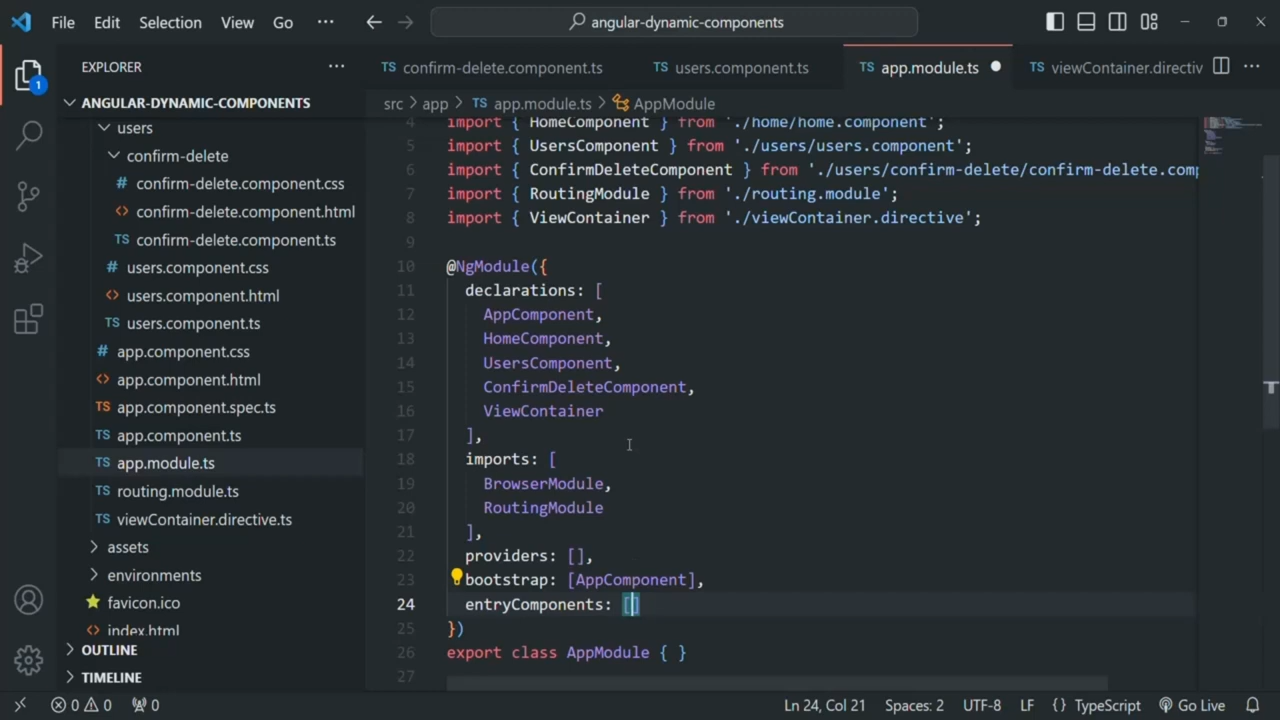 File Edit Selection View Go ··· angular-dynamic-components
EXPLORER ···
confirm-delete.component.ts users.component.ts app.module.ts viewContainer.directiv ···
1
ANGULAR-DYNAMIC-COMPONENTS
src > app > TS app.module.ts > AppModule
users
confirm-delete
# confirm-delete.component.css
<> confirm-delete.component.html
TS confirm-delete.component.ts
# users.component.css
<> users.component.html
TS users.component.ts
# app.component.css
<> app.component.html
TS app.component.spec.ts
TS app.component.ts
TS app.module.ts
TS routing.module.ts
TS viewContainer.directive.ts
assets
environments
favicon.ico
index.html
OUTLINE
TIMELINE
4 import { HomeComponent } from './home/home.component';
5 import { UsersComponent } from './users/users.component';
6 import { ConfirmDeleteComponent } from './users/confirm-delete/confirm-delete.comp
7 import { RoutingModule } from './routing.module';
8 import { ViewContainer } from './viewContainer.directive';
9
10 @NgModule({
11 declarations: [
12 AppComponent,
13 HomeComponent,
14 UsersComponent,
15 ConfirmDeleteComponent,
16 ViewContainer
17 ],
18 imports: [
19 BrowserModule,
20 RoutingModule
21 ],
22 providers: [],
23 bootstrap: [AppComponent],
24 entryComponents: []
25 })
26 export class AppModule { }
27
0 0 0 Ln 24, Col 21 Spaces: 2 UTF-8 LF {} TypeScript Go Live